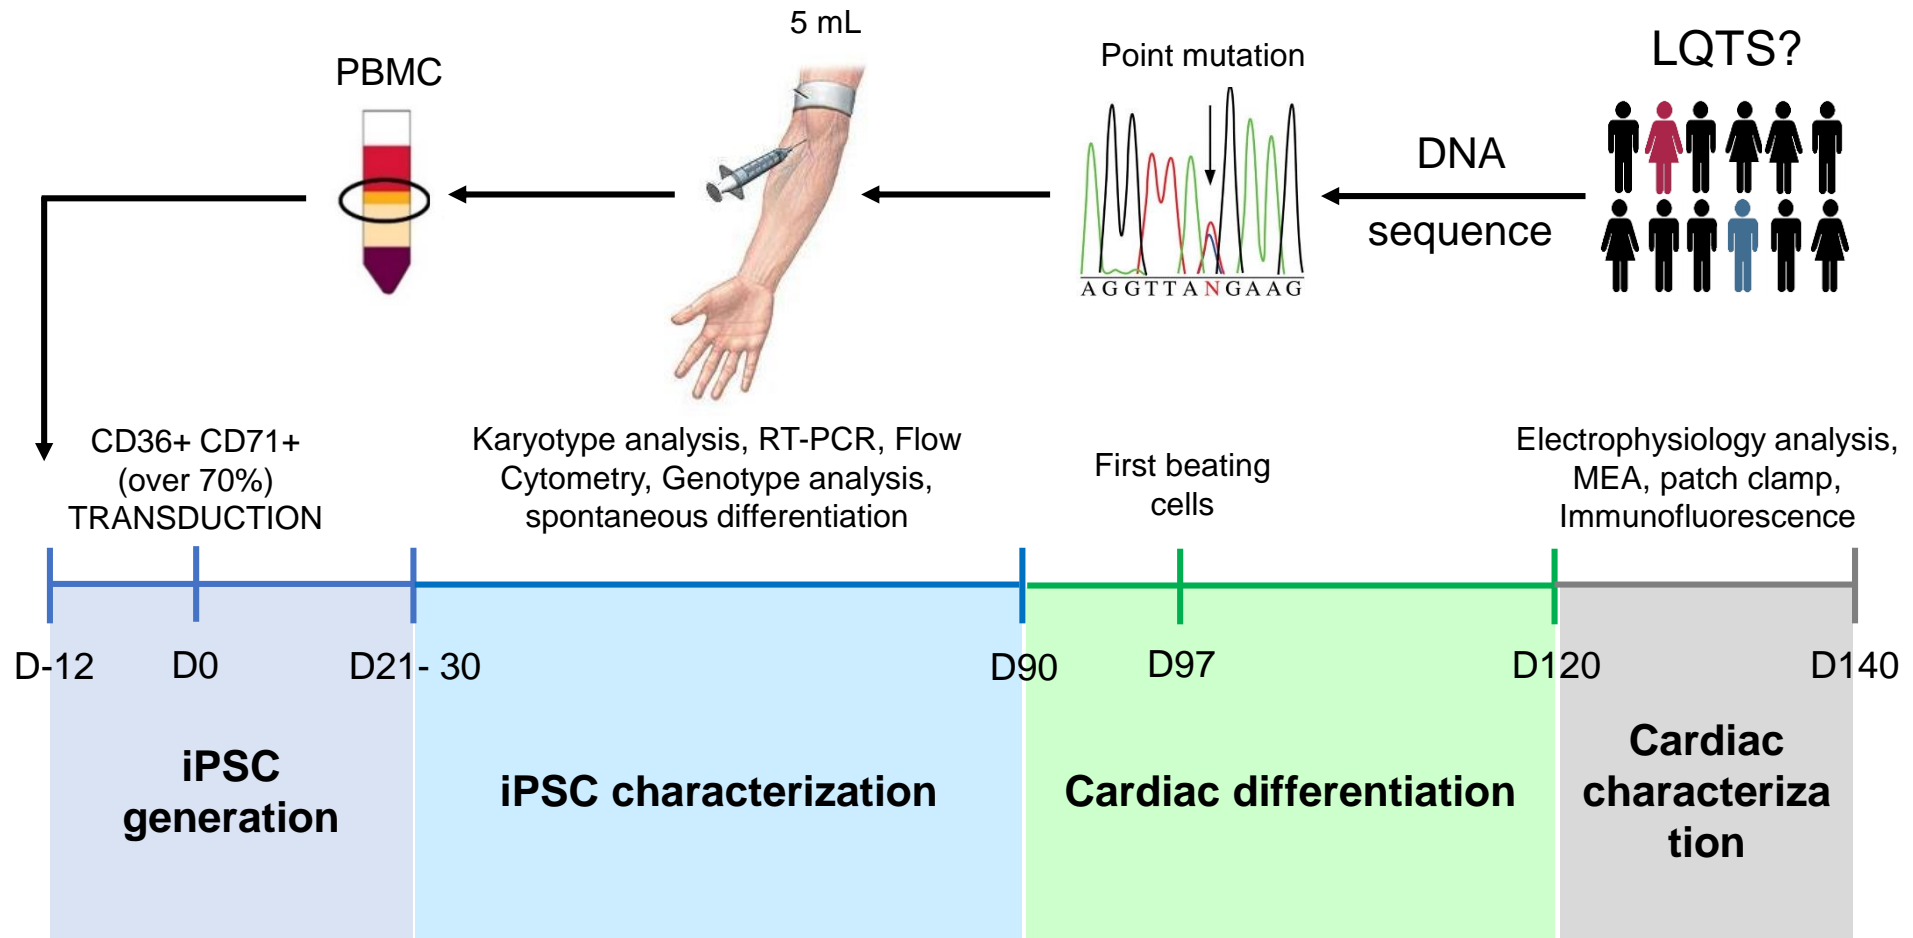 5 mL
PBMC
Point mutation
LQTS?
DNA
sequence
AGGTTANGAAG
CD36+ CD71+
(over 70%)
TRANSDUCTION
Karyotype analysis, RT-PCR, Flow
Cytometry, Genotype analysis,
spontaneous differentiation
First beating
cells
Electrophysiology analysis,
MEA, patch clamp,
Immunofluorescence
D-12
D0
D21- 30
D90
D97
D120
D140
iPSC
generation
iPSC characterization
Cardiac differentiation
Cardiac
characteriza
tion